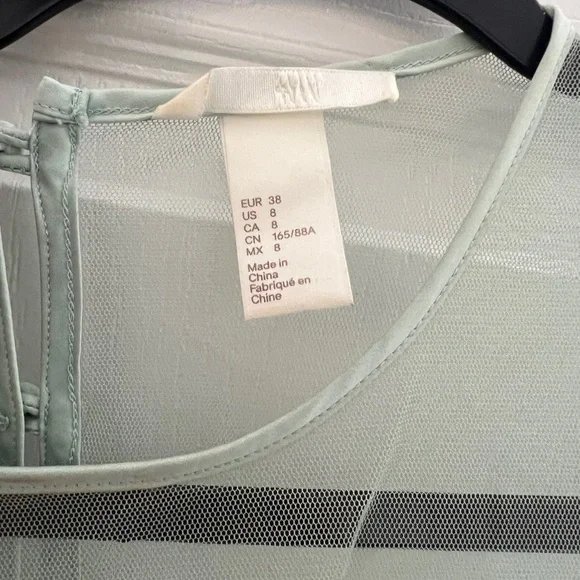 EUR 38
US 8
CA 8
CN 165/88A
MX 8
Made in
China
Fabriqué en
Chine